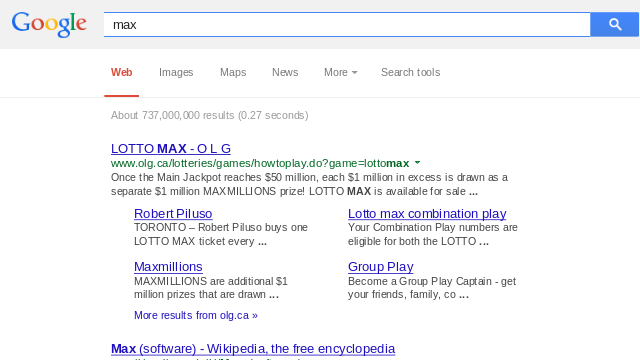 Google
max
Web Images Maps News More Search tools
About 737,000,000 results (0.27 seconds)
LOTTO MAX - O L G
www.olg.ca/lotteries/games/howtoplay.do?game=lottomax
Once the Main Jackpot reaches $50 million, each $1 million in excess is drawn as a
separate $1 million MAXMILLIONS prize! LOTTO MAX is available for sale ...
Robert Piluso
TORONTO – Robert Piluso buys one
LOTTO MAX ticket every ...
Lotto max combination play
Your Combination Play numbers are
eligible for both the LOTTO ...
Maxmillions
MAXMILLIONS are additional $1
million prizes that are drawn ...
Group Play
Become a Group Play Captain - get
your friends, family, co ...
More results from olg.ca »
Max (software) - Wikipedia, the free encyclopedia